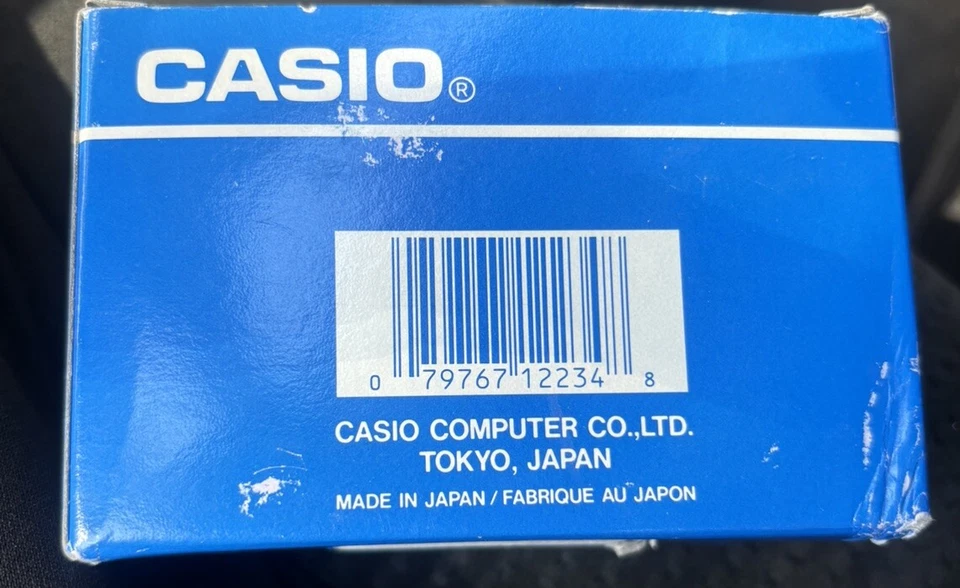 CASIO®
0 79767 12234 8
CASIO COMPUTER CO.,LTD.
TOKYO, JAPAN
MADE IN JAPAN / FABRIQUE AU JAPON